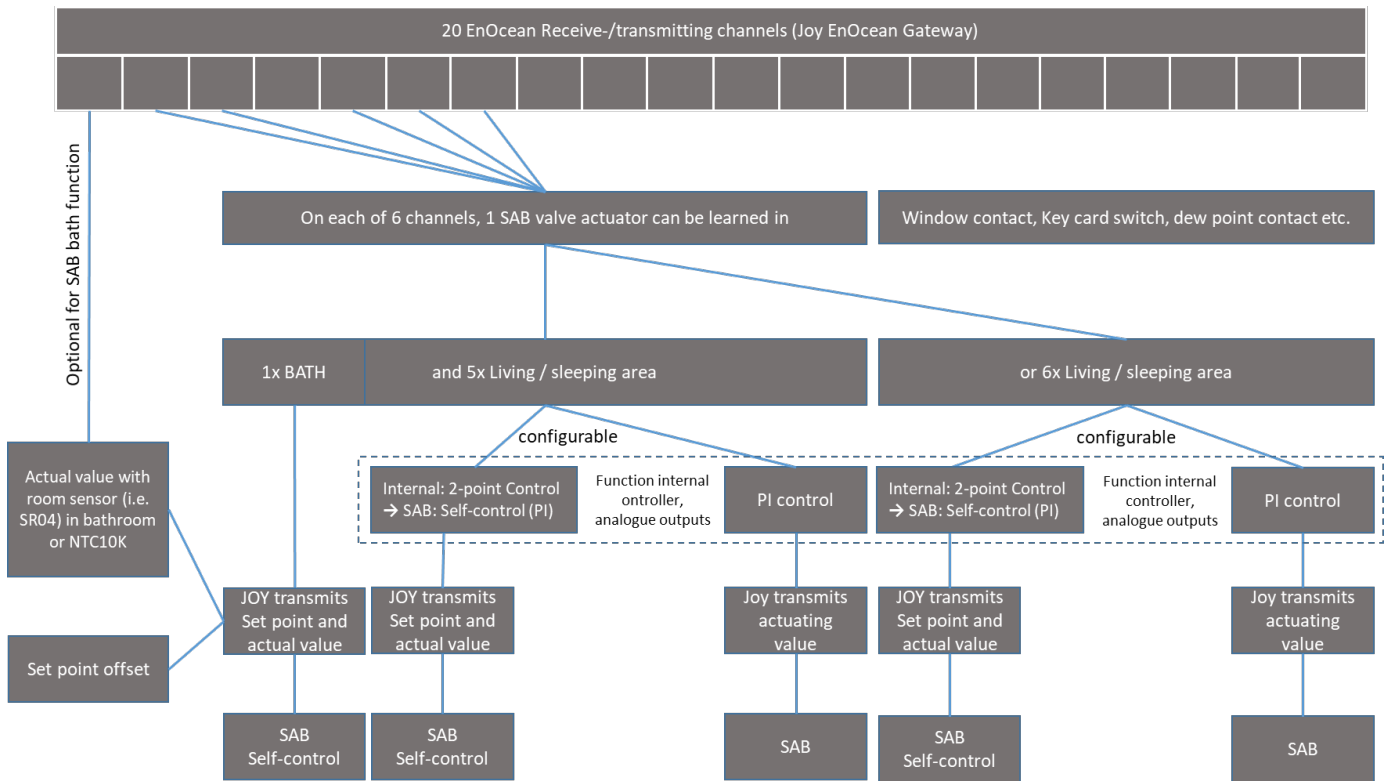 20 EnOcean Receive-/transmitting channels (Joy EnOcean Gateway)
Optional for SAB bath function
On each of 6 channels, 1 SAB valve actuator can be learned in
Window contact, Key card switch, dew point contact etc.
1x BATH
and 5x Living / sleeping area
or 6x Living / sleeping area
configurable
configurable
Actual value with
room sensor (i.e.
SR04) in bathroom
or NTC10K
Internal: 2-point Control
→ SAB: Self-control (PI)
Function internal
ontroller,
analogue outputs
PI control
Internal: 2-point Control
→ SAB: Self-control (PI)
Function internal
controller,
analogue outputs
PI control
Set point offset
JOY transmits
Set point and
actual value
JOY transmits
Set point and
actual value
Joy transmits
actuating
value
JOY transmits
Set point and
actual value
Joy transmits
actuating
value
SAB
Self-control
SAB
Self-control
SAB
SAB
Self-control
SAB